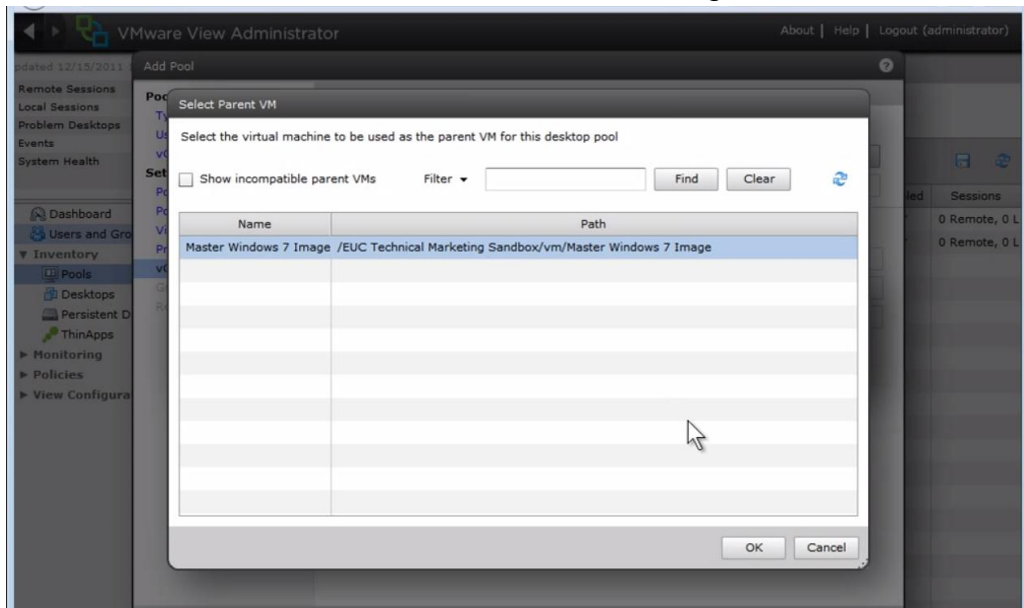 VMware View Administrator
About | Help | Logout (administrator)
pdated 12/15/2011
Add Pool
Remote Sessions
Local Sessions
Problem Desktops
Events
System Health
Select Parent VM
Select the virtual machine to be used as the parent VM for this desktop pool
Show incompatible parent VMs Filter Find Clear
Name Path
Master Windows 7 Image /EUC Technical Marketing Sandbox/vm/Master Windows 7 Image
OK Cancel
Dashboard
Users and Gro
Inventory
Pools
Desktops
Persistent D
ThinApps
Monitoring
Policies
View Configura
Sessions
0 Remote, 0 L
0 Remote, 0 L